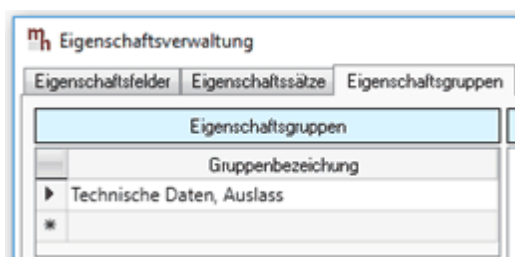 mh Eigenschaftsverwaltung
Eigenschaftsfelder Eigenschaftssätze Eigenschaftsgruppen
Eigenschaftsgruppen
Gruppenbezeichung
Technische Daten, Auslass